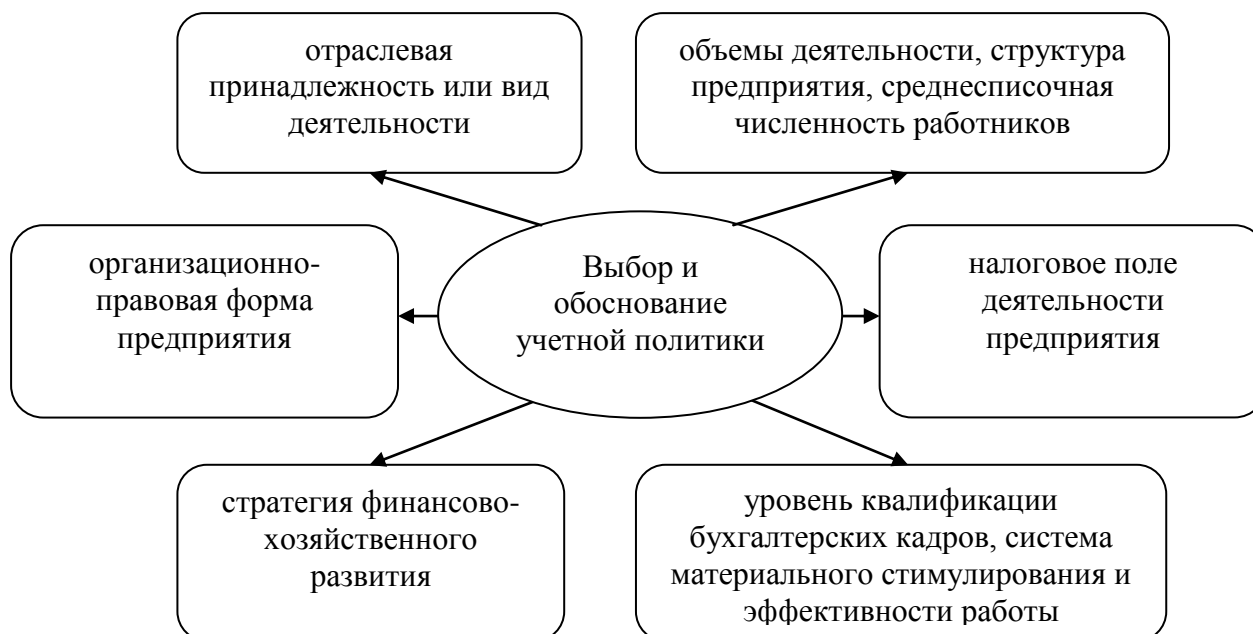 отраслевая
принадлежность или вид
деятельности
объемы деятельности, структура
предприятия, среднесписочная
численность работников
организационно-
правовая форма
предприятия
Выбор и
обоснование
учетной политики
налоговое поле
деятельности
предприятия
стратегия финансово-
хозяйственного
развития
уровень квалификации
бухгалтерских кадров, система
материального стимулирования и
эффективности работы